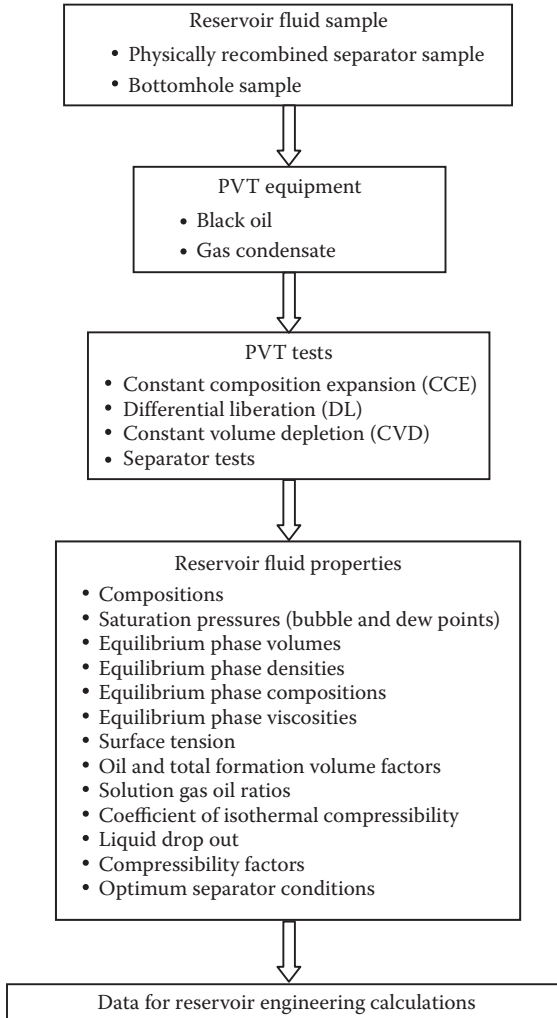 Reservoir fluid sample
• Physically recombined separator sample
• Bottomhole sample
PVT equipment
• Black oil
• Gas condensate
PVT tests
• Constant composition expansion (CCE)
• Differential liberation (DL)
• Constant volume depletion (CVD)
• Separator tests
Reservoir fluid properties
• Compositions
• Saturation pressures (bubble and dew points)
• Equilibrium phase volumes
• Equilibrium phase densities
• Equilibrium phase compositions
• Equilibrium phase viscosities
• Surface tension
• Oil and total formation volume factors
• Solution gas oil ratios
• Coefficient of isothermal compressibility
• Liquid drop out
• Compressibility factors
• Optimum separator conditions
Data for reservoir engineering calculations